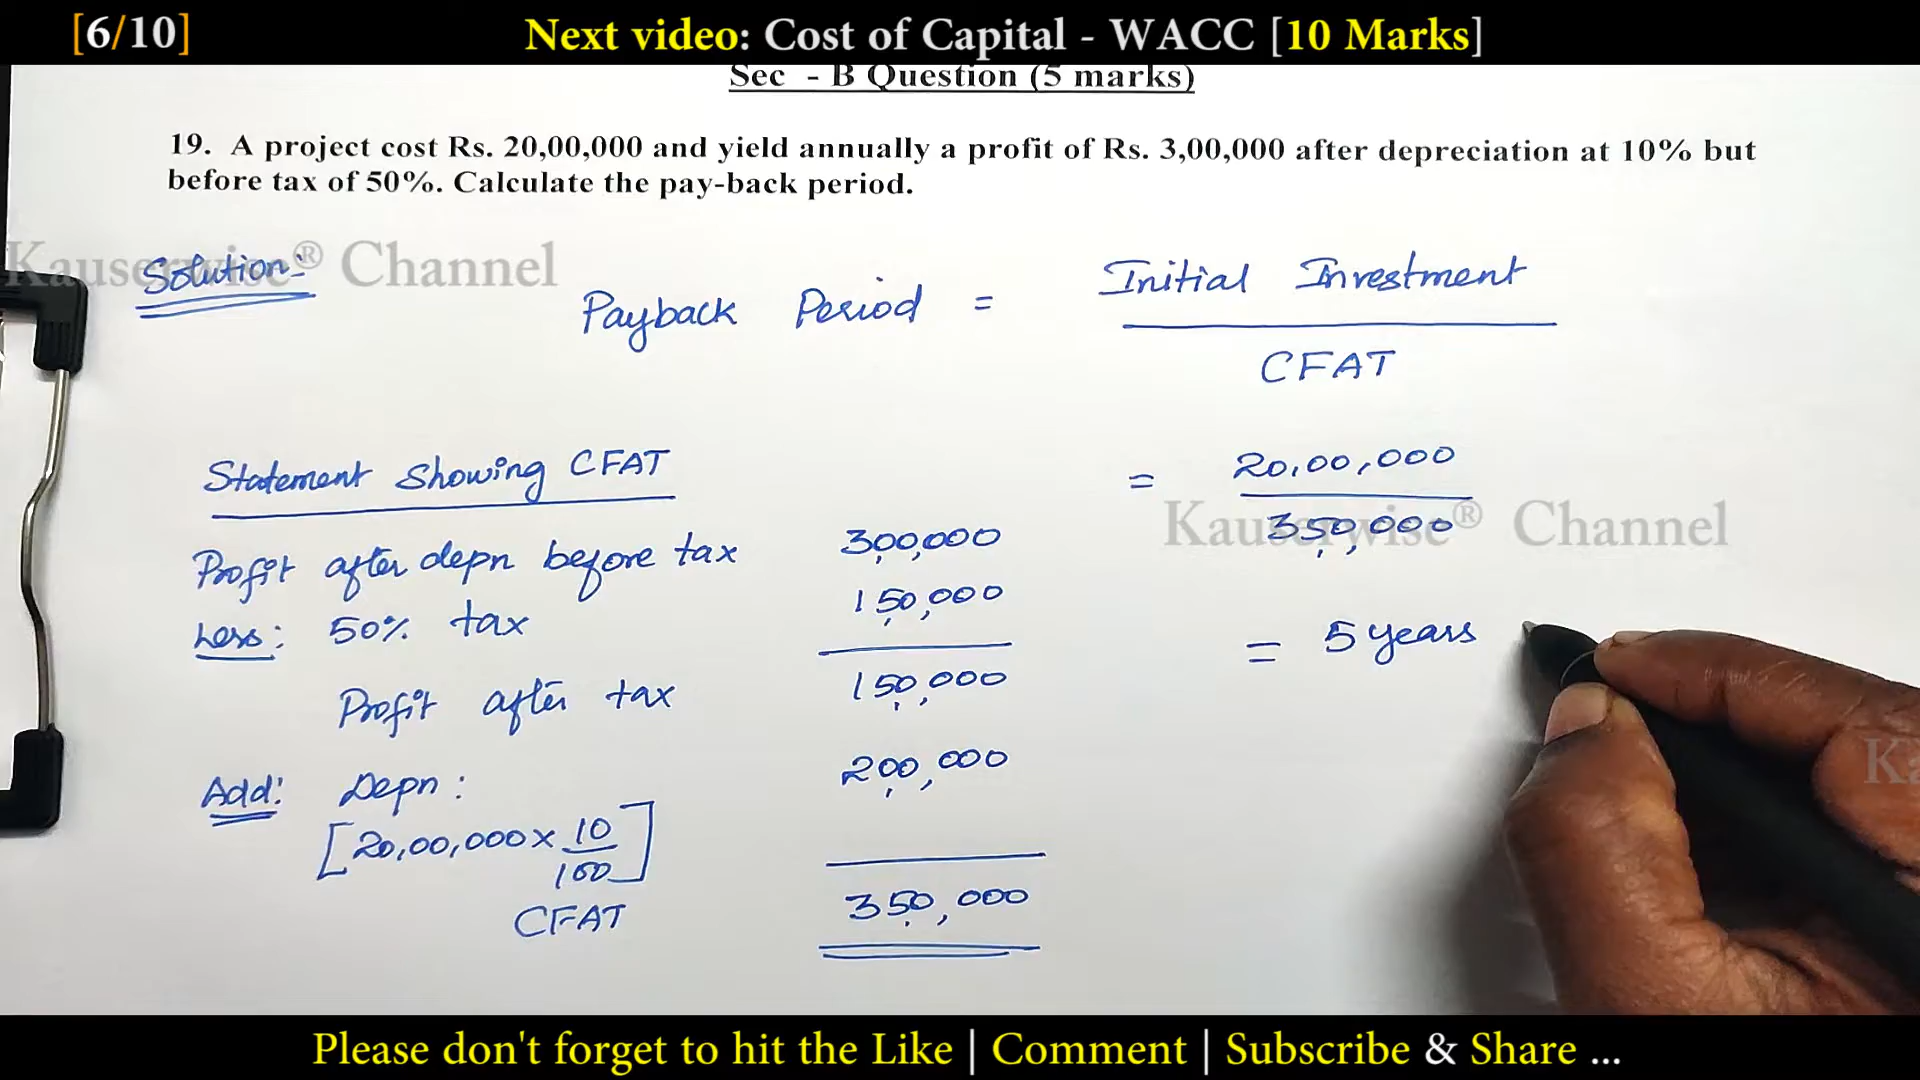 [6/10]
Next video: Cost of Capital - WACC [10 Marks]
Sec - B Question (5 marks)
19. A project cost Rs. 20,00,000 and yield annually a profit of Rs. 3,00,000 after depreciation at 10% but
before tax of 50%. Calculate the pay-back period.
Kauserwise® Channel
Solution:-
Payback Period = Initial Investment
CFAT
Statement Showing CFAT
= 20,00,000
350,000
Kauserwise® Channel
Profit after depn before tax 300,000
Less: 50% tax 150,000
= 5 years
Profit after tax 150,000
Add: Depn: 200,000
[20,00,000 × 10
100]
CFAT 350,000
Please don't forget to hit the Like | Comment | Subscribe & Share ...